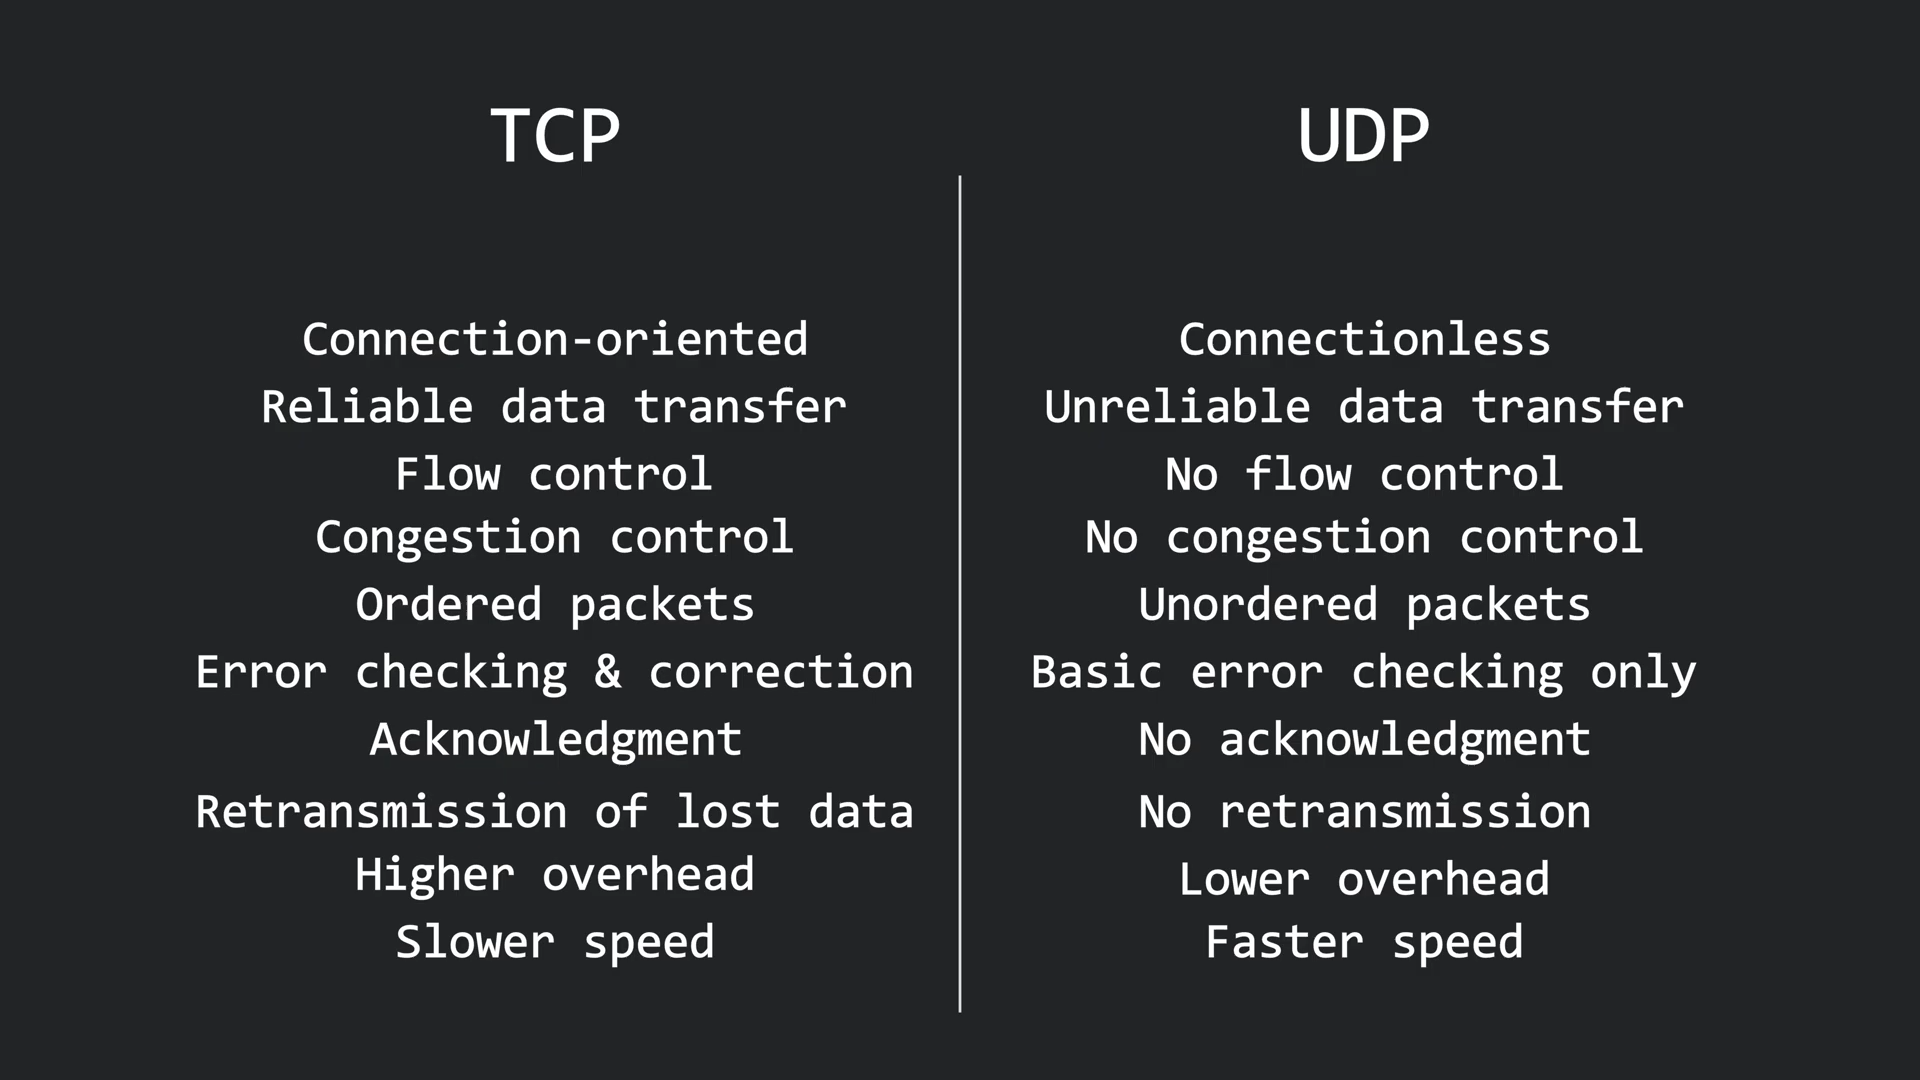 TCP
Connection-oriented
Reliable data transfer
Flow control
Congestion control
Ordered packets
Error checking & correction
Acknowledgment
Retransmission of lost data
Higher overhead
Slower speed
UDP
Connectionless
Unreliable data transfer
No flow control
No congestion control
Unordered packets
Basic error checking only
No acknowledgment
No retransmission
Lower overhead
Faster speed